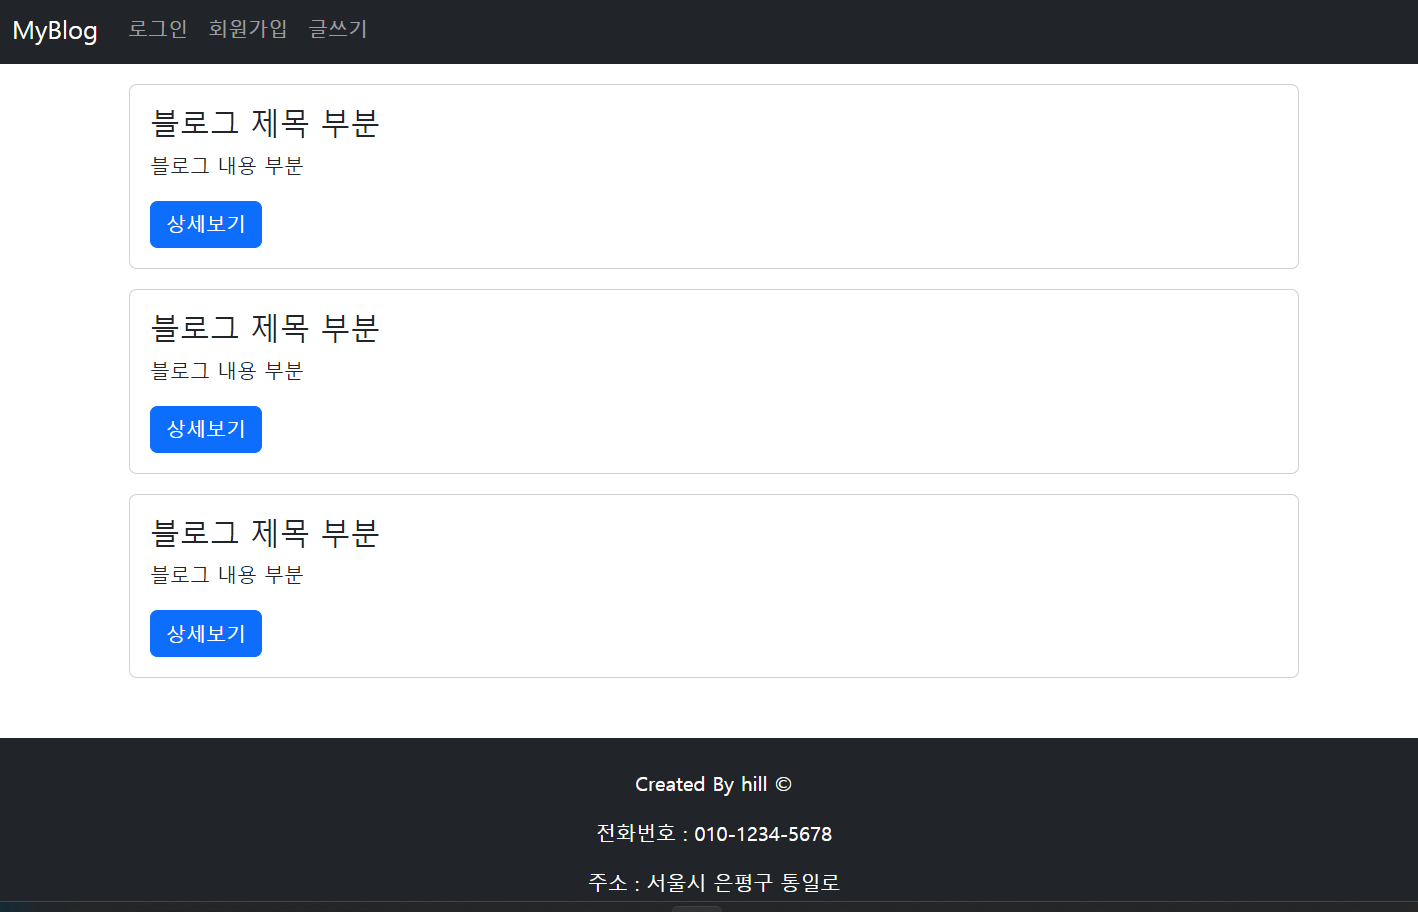 MyBlog 로그인 회원가입 글쓰기
블로그 제목 부분
블로그 내용 부분
상세보기
블로그 제목 부분
블로그 내용 부분
상세보기
블로그 제목 부분
블로그 내용 부분
상세보기
Created By hill ©
전화번호 : 010-1234-5678
주소 : 서울시 은평구 통일로